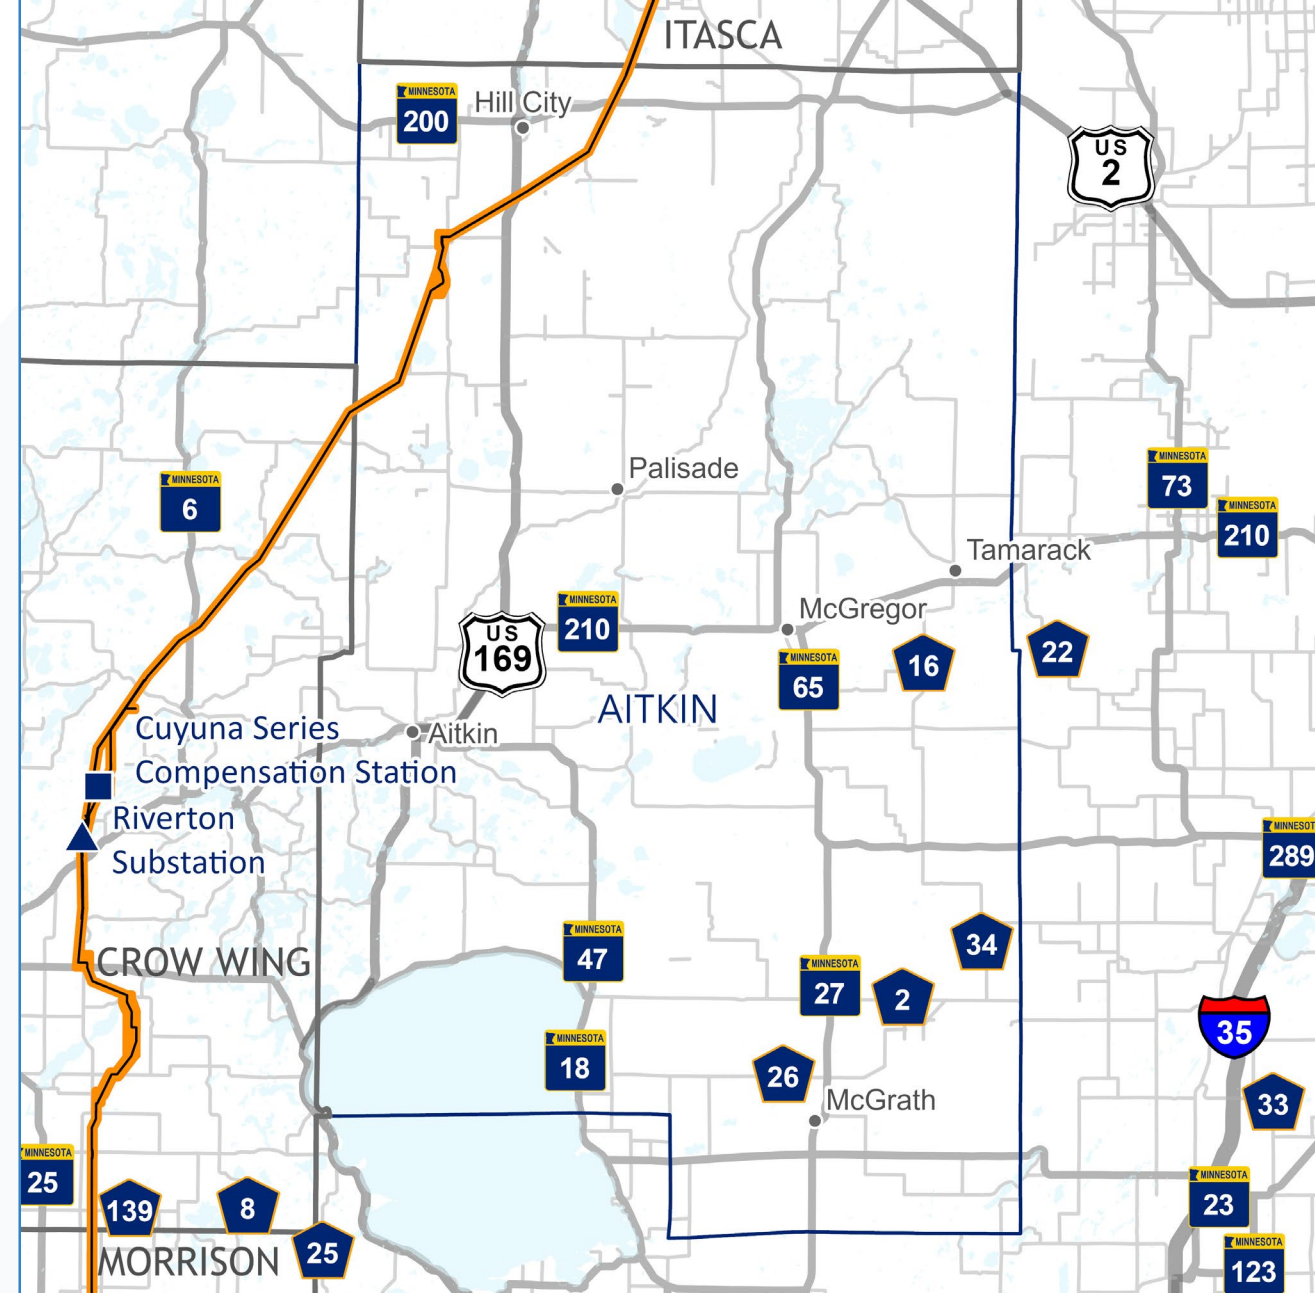 ITASCA
MINNESOTA
200
Hill City
US
2
Palisade
MINNESOTA
6
MINNESOTA
73
MINNESOTA
210
Tamarack
MINNESOTA
210
McGregor
US
169
MINNESOTA
65
16
22
AITKIN
Aitkin
Cuyuna Series
Compensation Station
Riverton
Substation
MINNESOT
289
CROW WING
MINNESOTA
47
34
MINNESOTA
27
2
35
MINNESOTA
18
26
McGrath
33
MINNESOTA
25
139
8
25
MINNESOTA
23
MORRISON
MINNESOTA
123